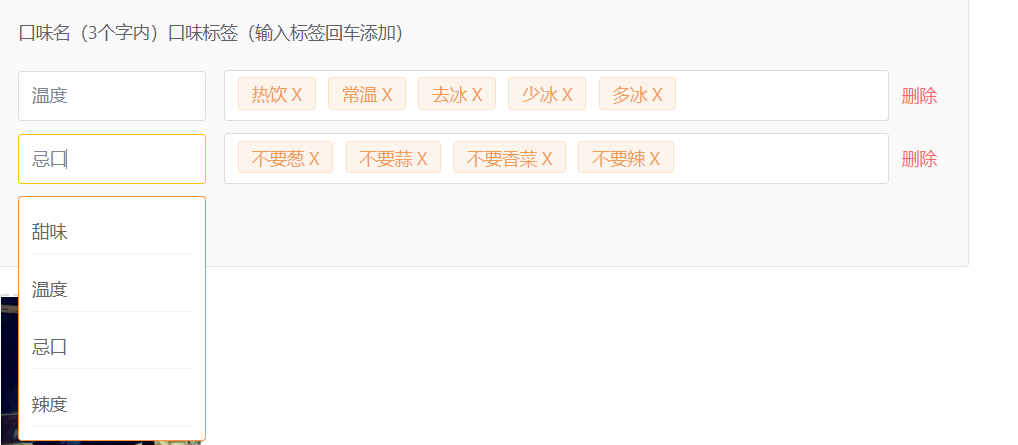 口味名（3个字内）口味标签（输入标签回车添加）
温度 热饮 X 常温 X 去冰 X 少冰 X 多冰 X 删除
忌口 不要葱 X 不要蒜 X 不要香菜 X 不要辣 X 删除
甜味
温度
忌口
辣度